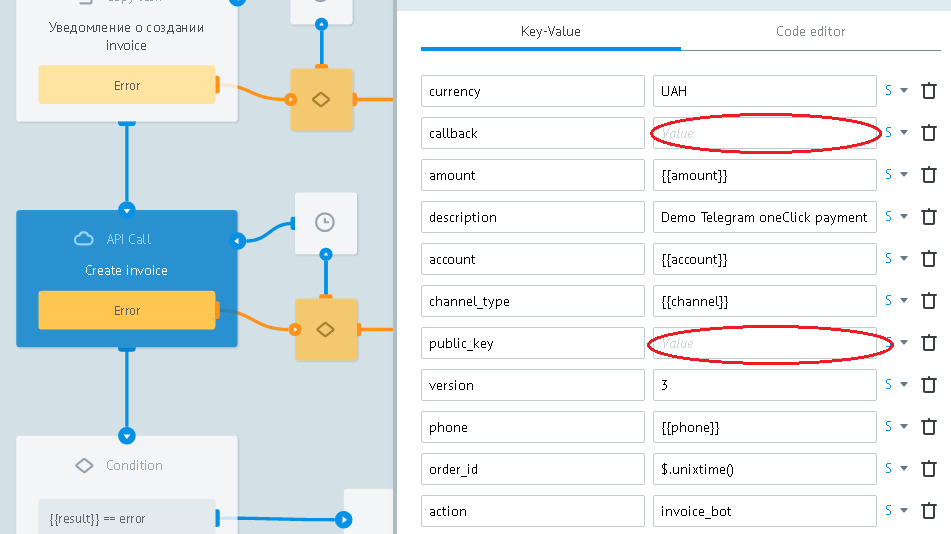 Уведомление о создании
invoice
Error
API Call
Create invoice
Error
Condition
{{result}} == error
Key-Value
Code editor
currency
UAH
S
callback
Value
S
amount
{{amount}}
S
description
Demo Telegram oneClick payment
S
account
{{account}}
S
channel_type
{{channel}}
S
public_key
Value
S
version
3
S
phone
{{phone}}
S
order_id
$.unixtime()
S
action
invoice_bot
S